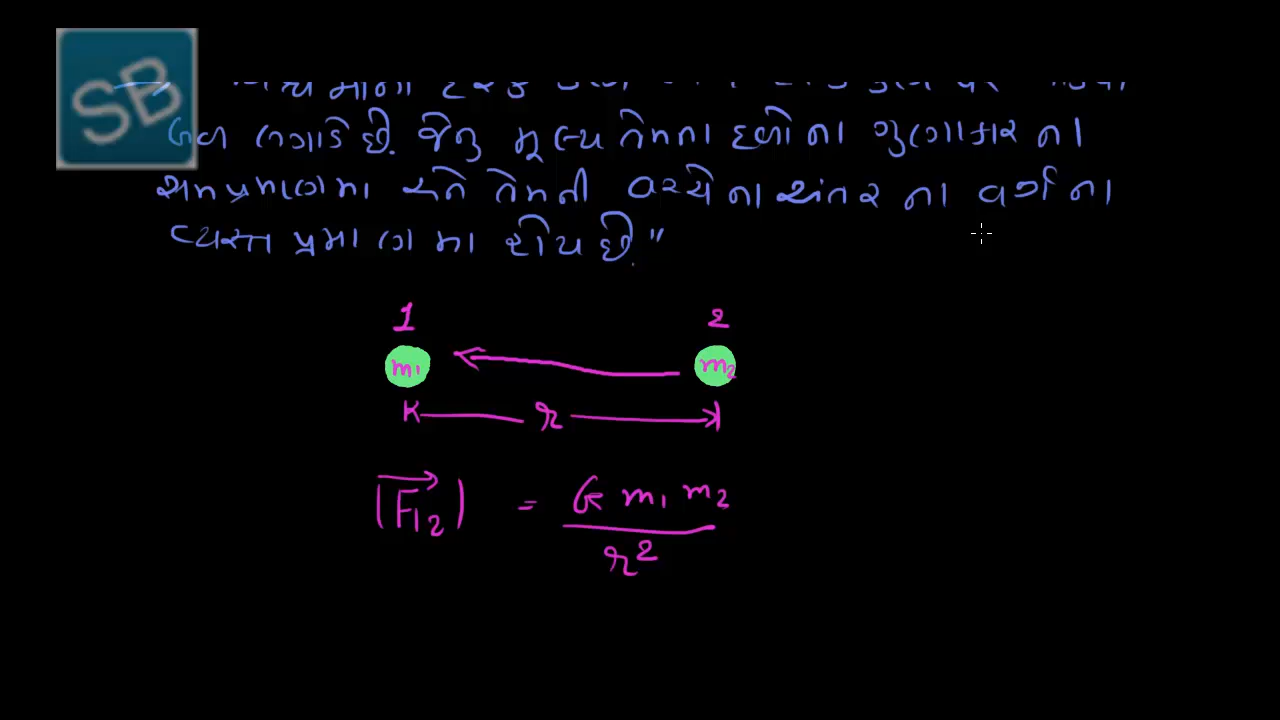 SB
બળ લગાડે છે. જેનુ મૂલ્ય તેમના દળોના ગુણાકાર ના
સમપ્રમાણમા અને તેમની વચ્ચેના અંતર ના વર્ગના
વ્યસ્ત પ્રમાણમા હોય છે."
1 2
m₁ m₂
r
|F₁₂| = G m₁ m₂
r²